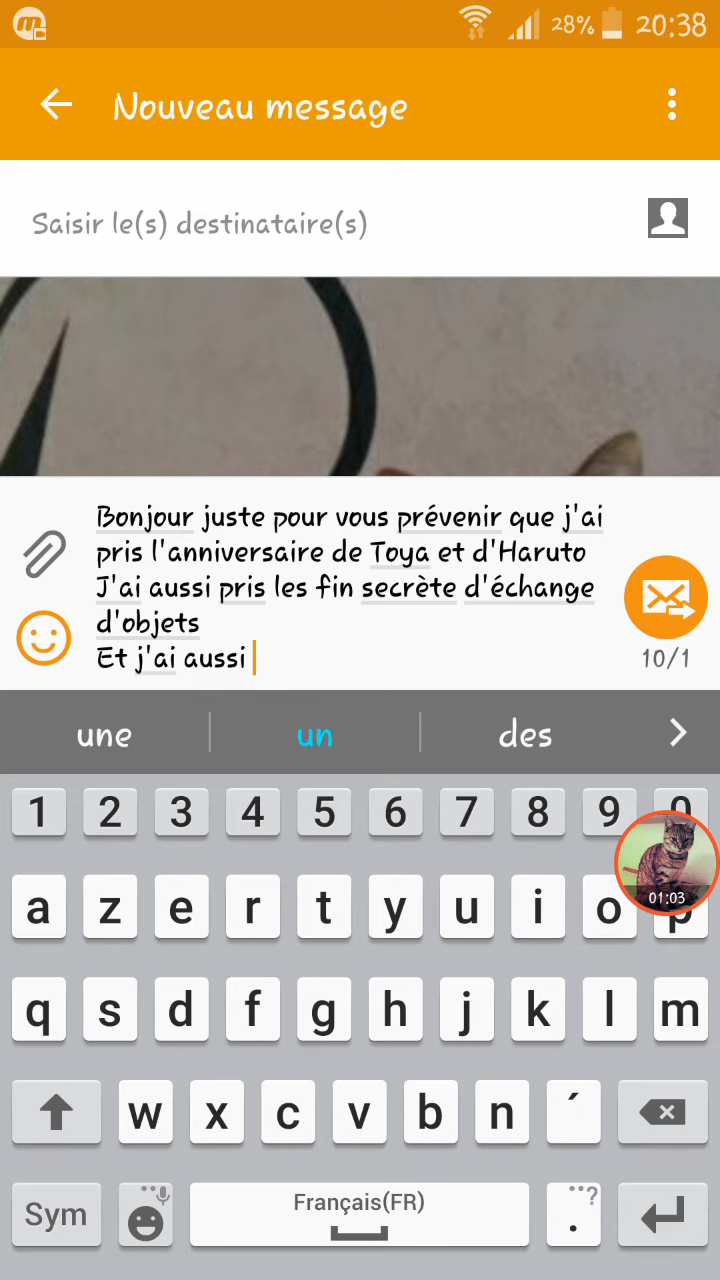 28% 20:38
Nouveau message
Saisir le(s) destinataire(s)
Bonjour juste pour vous prévenir que j'ai
pris l'anniversaire de Toya et d'Haruto
J'ai aussi pris les fin secrète d'échange
d'objets
Et j'ai aussi
10/1
une un des
1 2 3 4 5 6 7 8 9 0
01:03
a z e r t y u i o p
q s d f g h j k l m
w x c v b n ´
Sym Français(FR) . ?